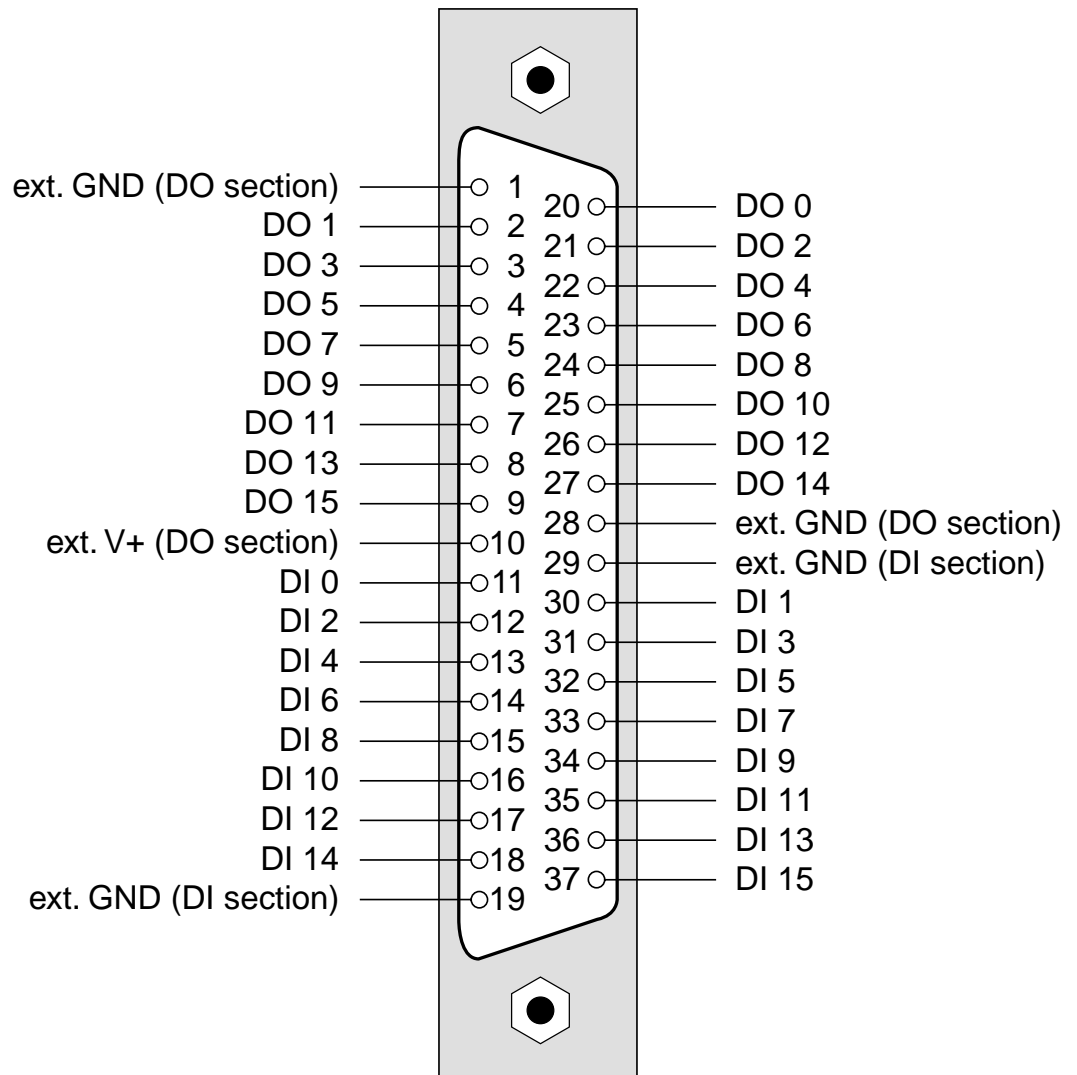 ext. GND (DO section) 1
20 DO 0
DO 1 2
21 DO 2
DO 3 3
22 DO 4
DO 5 4
23 DO 6
DO 7 5
24 DO 8
DO 9 6
25 DO 10
DO 11 7
26 DO 12
DO 13 8
27 DO 14
DO 15 9
28 ext. GND (DO section)
ext. V+ (DO section) 10
29 ext. GND (DI section)
DI 0 11
30 DI 1
DI 2 12
31 DI 3
DI 4 13
32 DI 5
DI 6 14
33 DI 7
DI 8 15
34 DI 9
DI 10 16
35 DI 11
DI 12 17
36 DI 13
DI 14 18
37 DI 15
ext. GND (DI section) 19